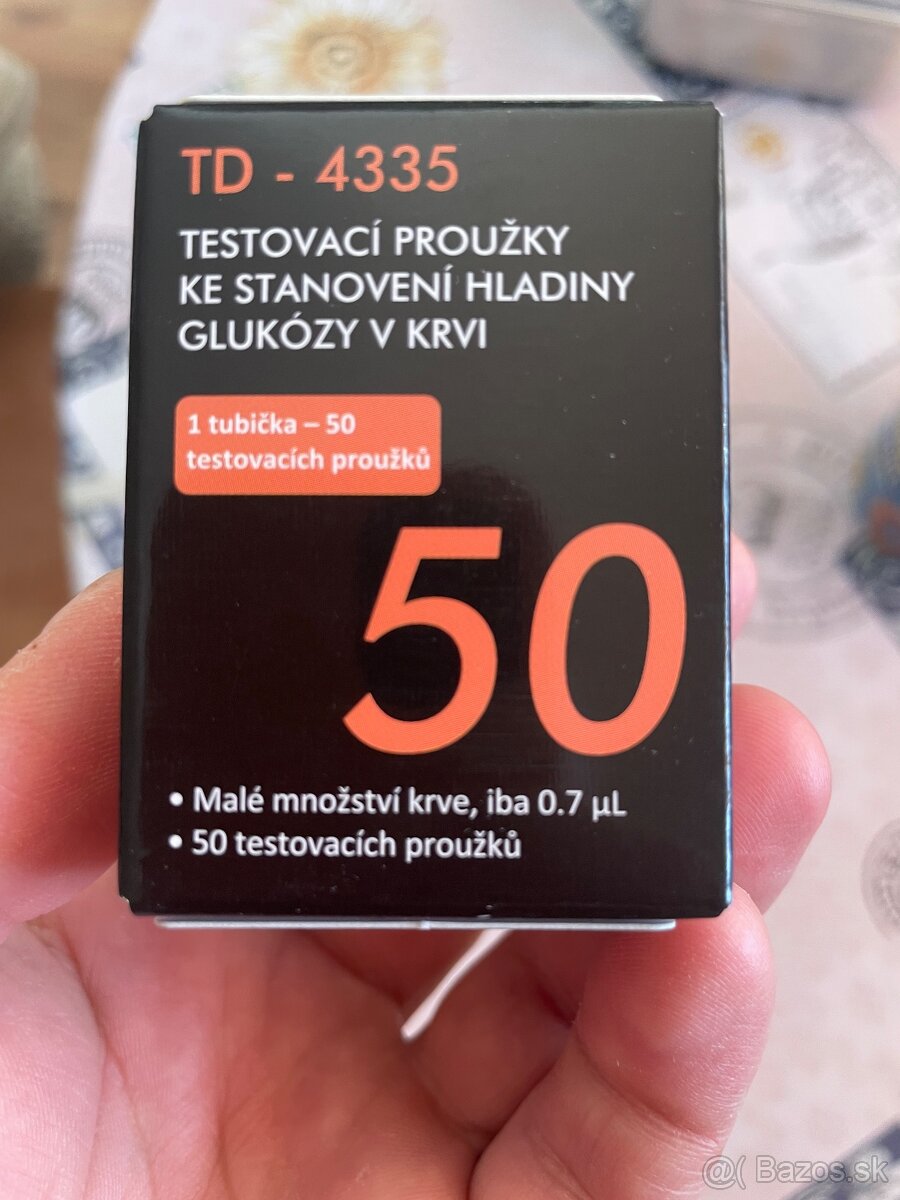 TD - 4335
TESTOVACÍ PROUŽKY
KE STANOVENÍ HLADINY
GLUKÓZY V KRVI
1 tubička – 50
testovacích proužků
50
• Malé množství krve, iba 0.7 µL
• 50 testovacích proužků
@( Bazos.sk